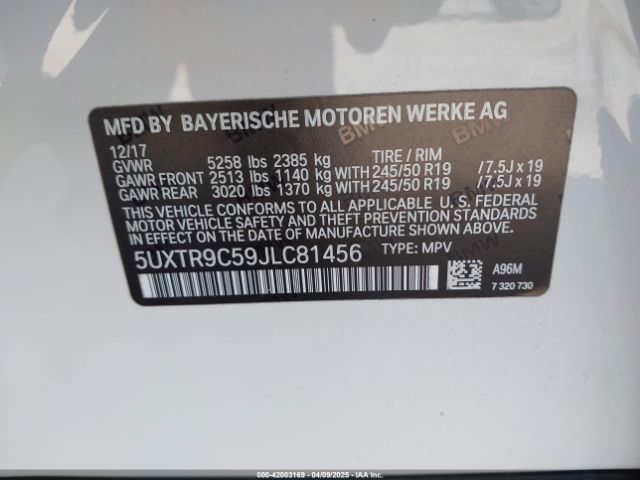 MFD BY BAYERISCHE MOTOREN WERKE AG
12/17
GVWR 5258 lbs 2385 kg TIRE / RIM
GAWR FRONT 2513 lbs 1140 kg WITH 245/50 R19 /7.5J x 19
GAWR REAR 3020 lbs 1370 kg WITH 245/50 R19 /7.5J x 19
THIS VEHICLE CONFORMS TO ALL APPLICABLE U.S. FEDERAL
MOTOR VEHICLE SAFETY AND THEFT PREVENTION STANDARDS
IN EFFECT ON THE DATE OF MANUFACTURE SHOWN ABOVE.
5UXTR9C59JLC81456 TYPE: MPV
A96M
7 320 730
BMW
BMW
BMW
000-42003169 - 04/09/2025 - IAA Inc.